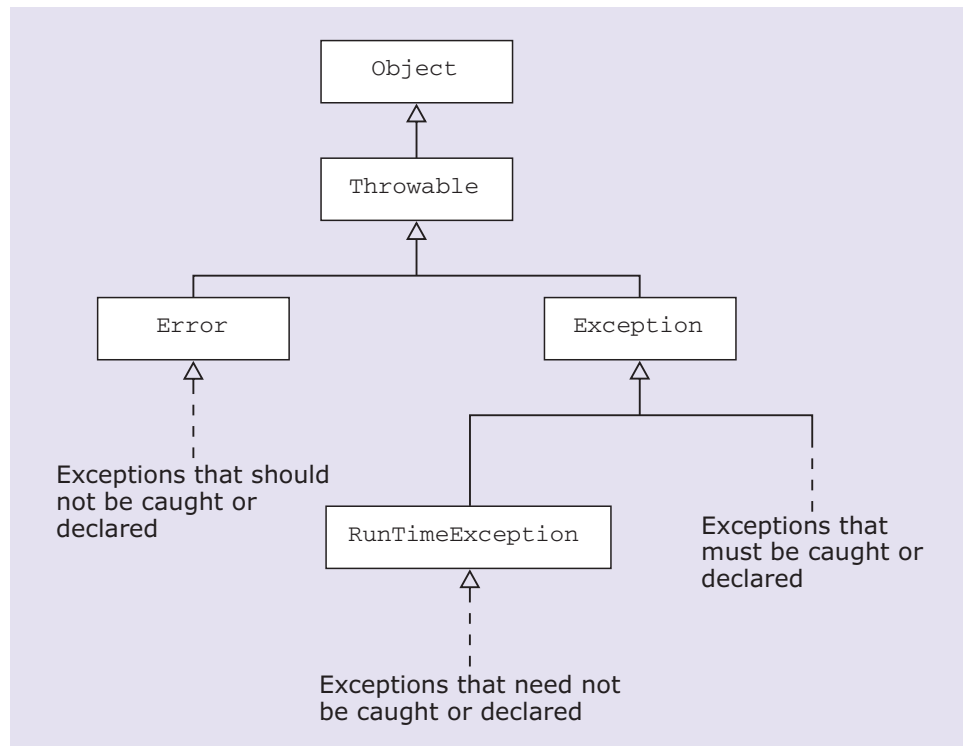 Object
Throwable
Error
Exception
Exceptions that should
not be caught or
declared
RunTimeException
Exceptions that
must be caught or
declared
Exceptions that need not
be caught or declared